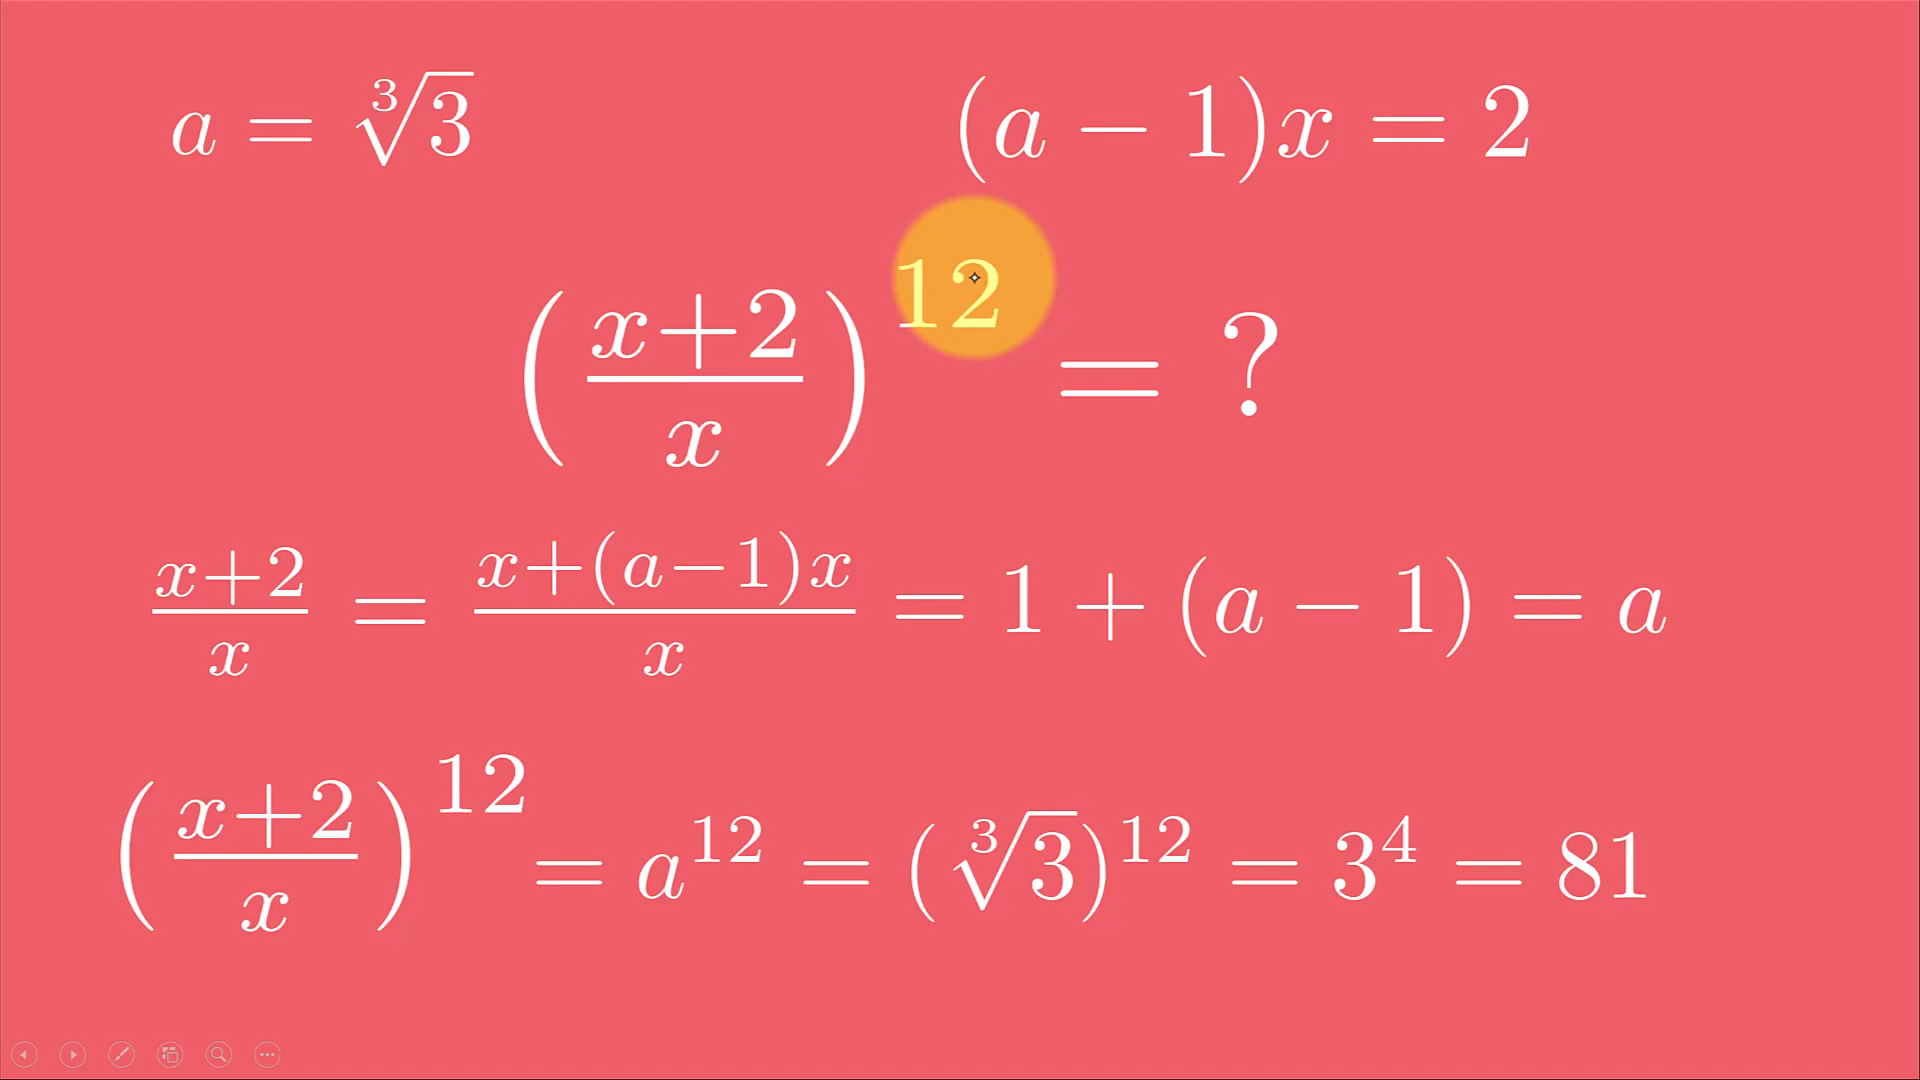 a = ∛3
(a − 1)x = 2
((x+2)/x)^12 = ?
(x+2)/x = (x+(a−1)x)/x = 1 + (a − 1) = a
((x+2)/x)^12 = a^12 = (∛3)^12 = 3^4 = 81